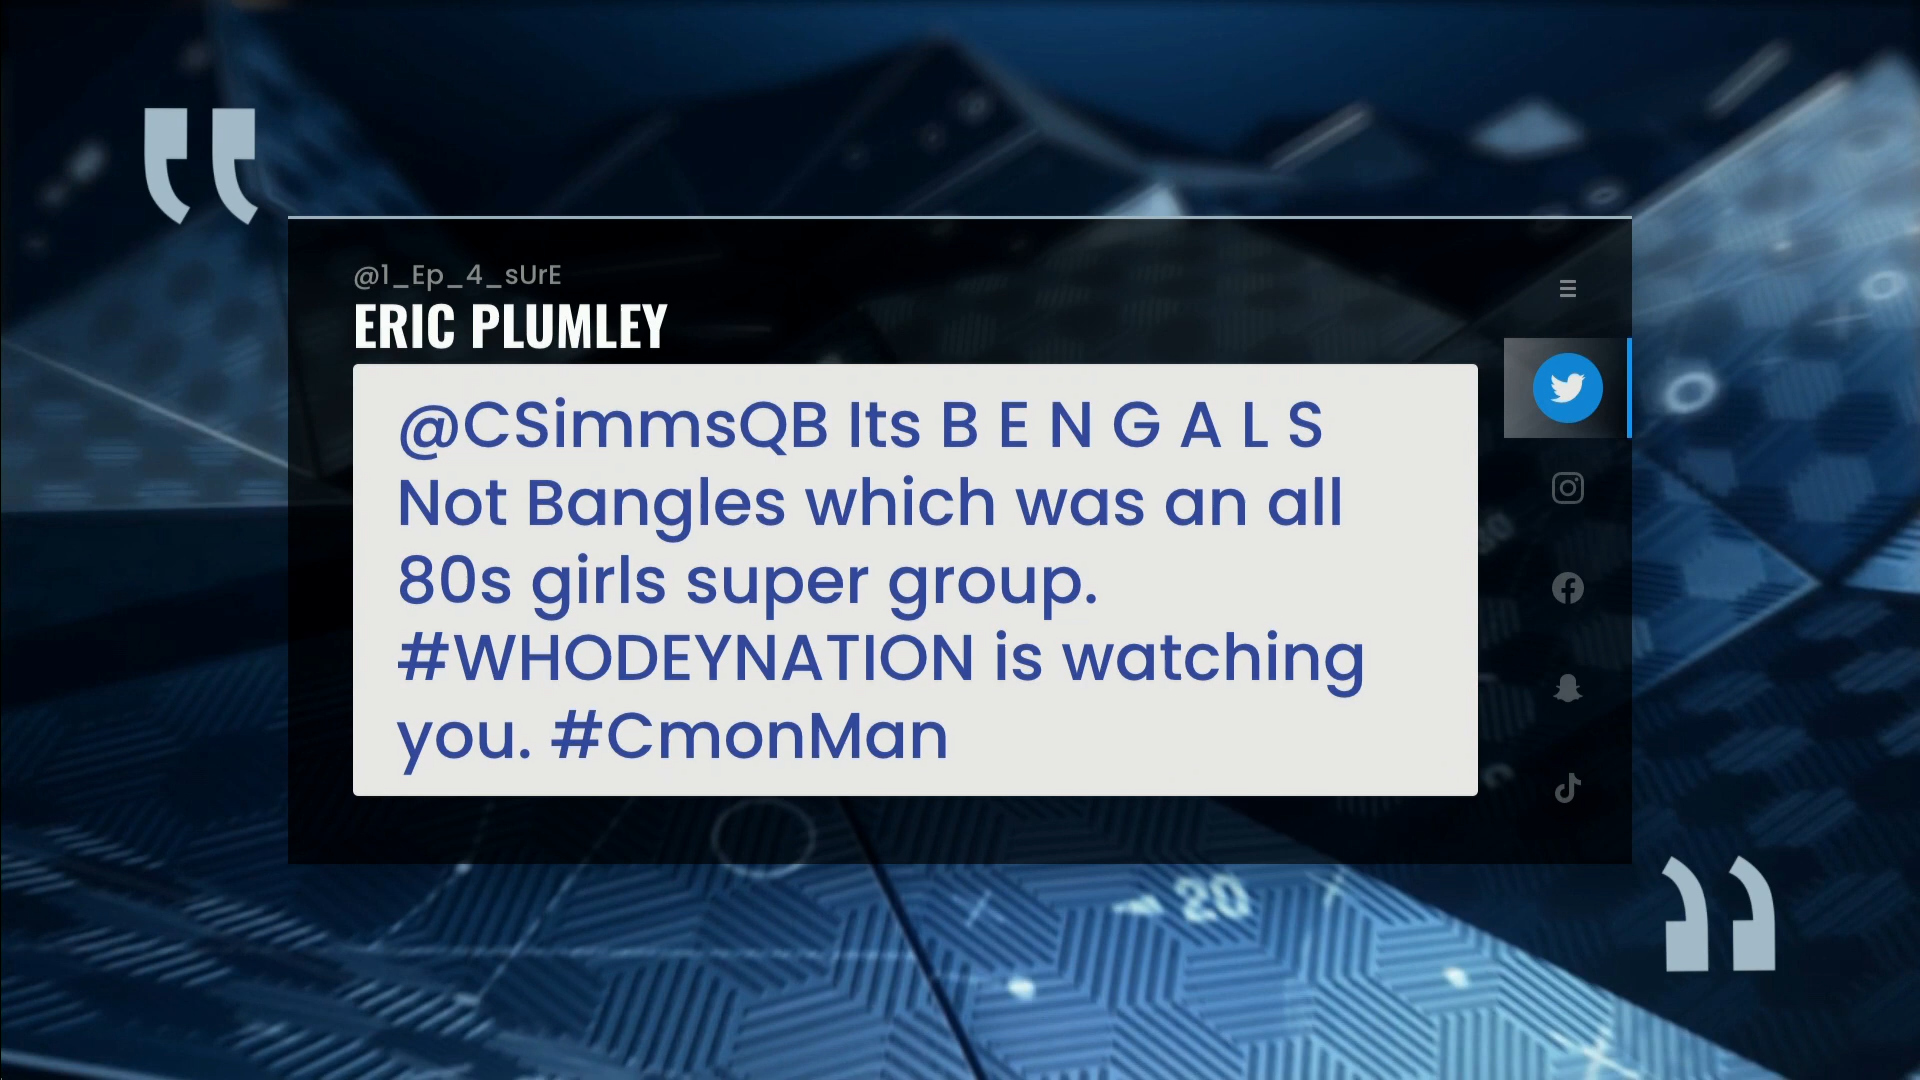 @1_Ep_4_sUrE
ERIC PLUMLEY
@CSimmsQB Its B E N G A L S
Not Bangles which was an all
80s girls super group.
#WHODEYNATION is watching
you. #CmonMan
20